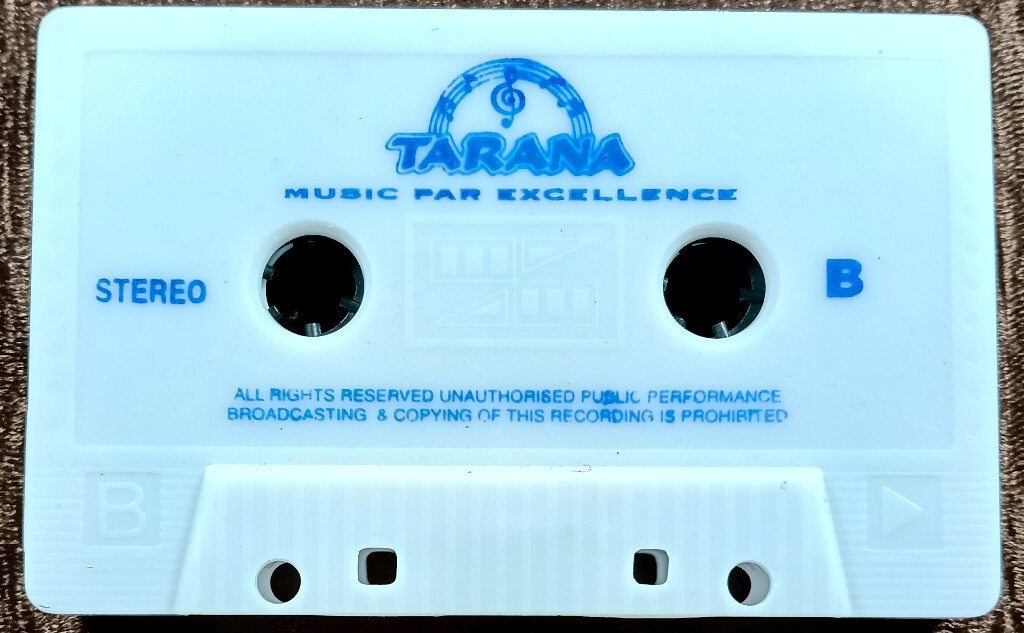 TARANA
MUSIC PAR EXCELLENCE
STEREO
B
ALL RIGHTS RESERVED UNAUTHORISED PUBLIC PERFORMANCE
BROADCASTING & COPYING OF THIS RECORDING IS PROHIBITED
B